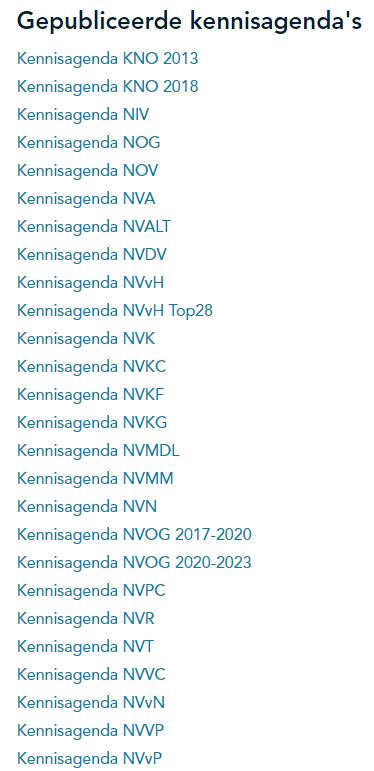 Gepubliceerde kennisagenda's
Kennisagenda KNO 2013
Kennisagenda KNO 2018
Kennisagenda NIV
Kennisagenda NOG
Kennisagenda NOV
Kennisagenda NVA
Kennisagenda NVALT
Kennisagenda NVDV
Kennisagenda NVvH
Kennisagenda NVvH Top28
Kennisagenda NVK
Kennisagenda NVKC
Kennisagenda NVKF
Kennisagenda NVKG
Kennisagenda NVMDL
Kennisagenda NVMM
Kennisagenda NVN
Kennisagenda NVOG 2017-2020
Kennisagenda NVOG 2020-2023
Kennisagenda NVPC
Kennisagenda NVR
Kennisagenda NVT
Kennisagenda NVVC
Kennisagenda NVvN
Kennisagenda NVVP
Kennisagenda NVvP